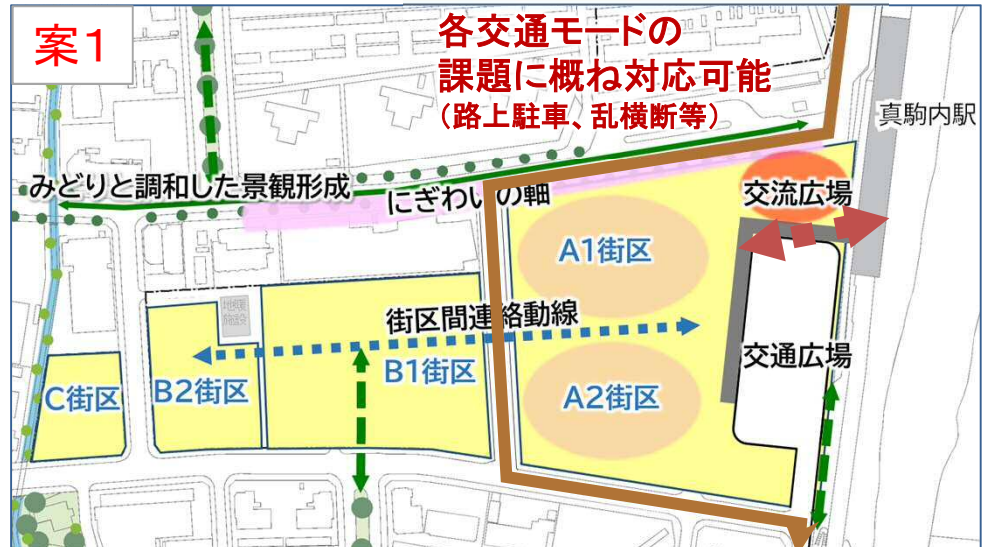 案1
各交通モードの
課題に概ね対応可能
(路上駐車、乱横断等)
真駒内駅
みどりと調和した景観形成
にぎわいの軸
交流広場
A1街区
地暖
施設
街区間連絡動線
交通広場
C街区
B2街区
B1街区
A2街区